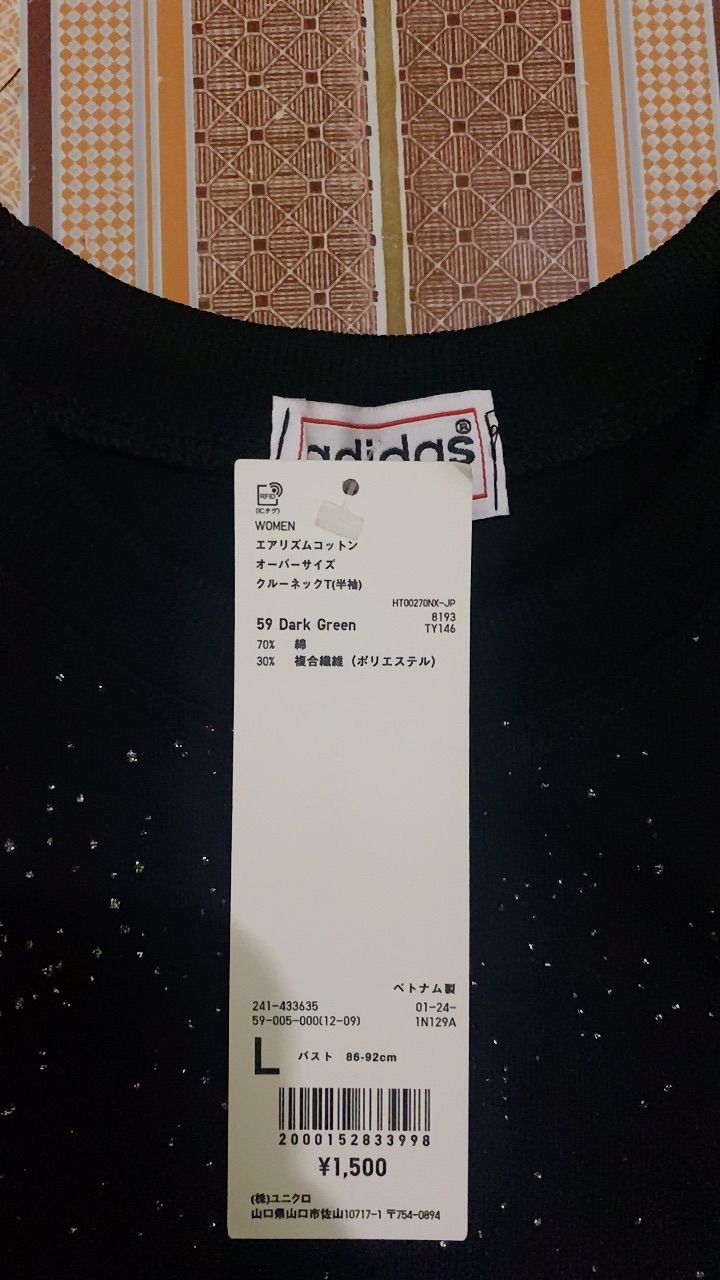 adidas®
RFID
(ICタグ)
WOMEN
エアリズムコットン
オーバーサイズ
クルーネックT(半袖)
HT00270NX-JP
59 Dark Green 8193
TY146
70% 綿
30% 複合繊維 (ポリエステル)
ベトナム製
241-433635 01-24-
59-005-000(12-09) 1N129A
L バスト 86-92cm
2000152833998
¥1,500
(株)ユニクロ
山口県山口市佐山10717-1 〒754-0894